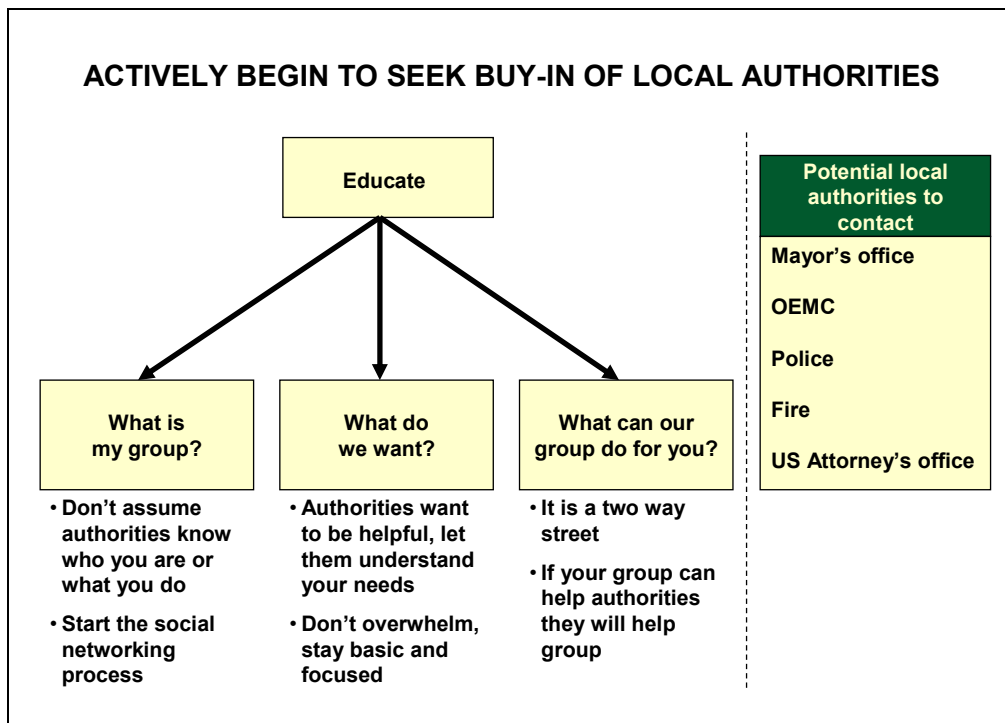 ACTIVELY BEGIN TO SEEK BUY-IN OF LOCAL AUTHORITIES
Educate
What is
my group?
• Don’t assume
authorities know
who you are or
what you do
• Start the social
networking
process
What do
we want?
• Authorities want
to be helpful, let
them understand
your needs
• Don’t overwhelm,
stay basic and
focused
What can our
group do for you?
• It is a two way
street
• If your group can
help authorities
they will help
group
Potential local
authorities to
contact
Mayor’s office
OEMC
Police
Fire
US Attorney’s office